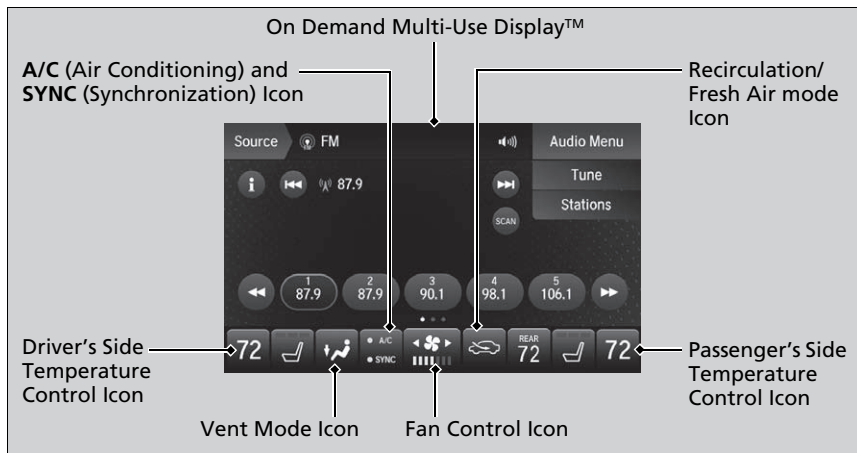 On Demand Multi-Use Display™
A/C (Air Conditioning) and
SYNC (Synchronization) Icon
Recirculation/
Fresh Air mode
Icon
Source FM Audio Menu
i 87.9 Tune
Stations
SCAN
1 2 3 4 5
87.9 87.9 90.1 98.1 106.1
72 A/C SYNC REAR 72 72
Driver's Side
Temperature
Control Icon
Passenger's Side
Temperature
Control Icon
Vent Mode Icon Fan Control Icon